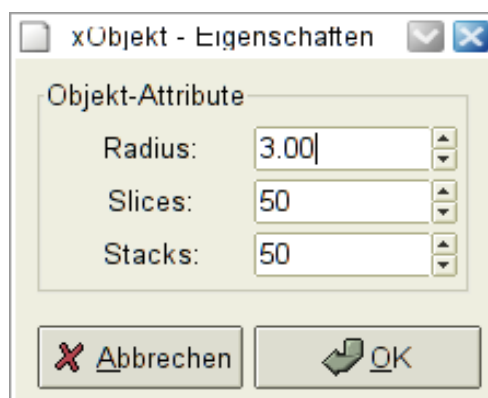 xObjekt - Eigenschaften
Objekt-Attribute
Radius: 3.00
Slices: 50
Stacks: 50
Abbrechen OK